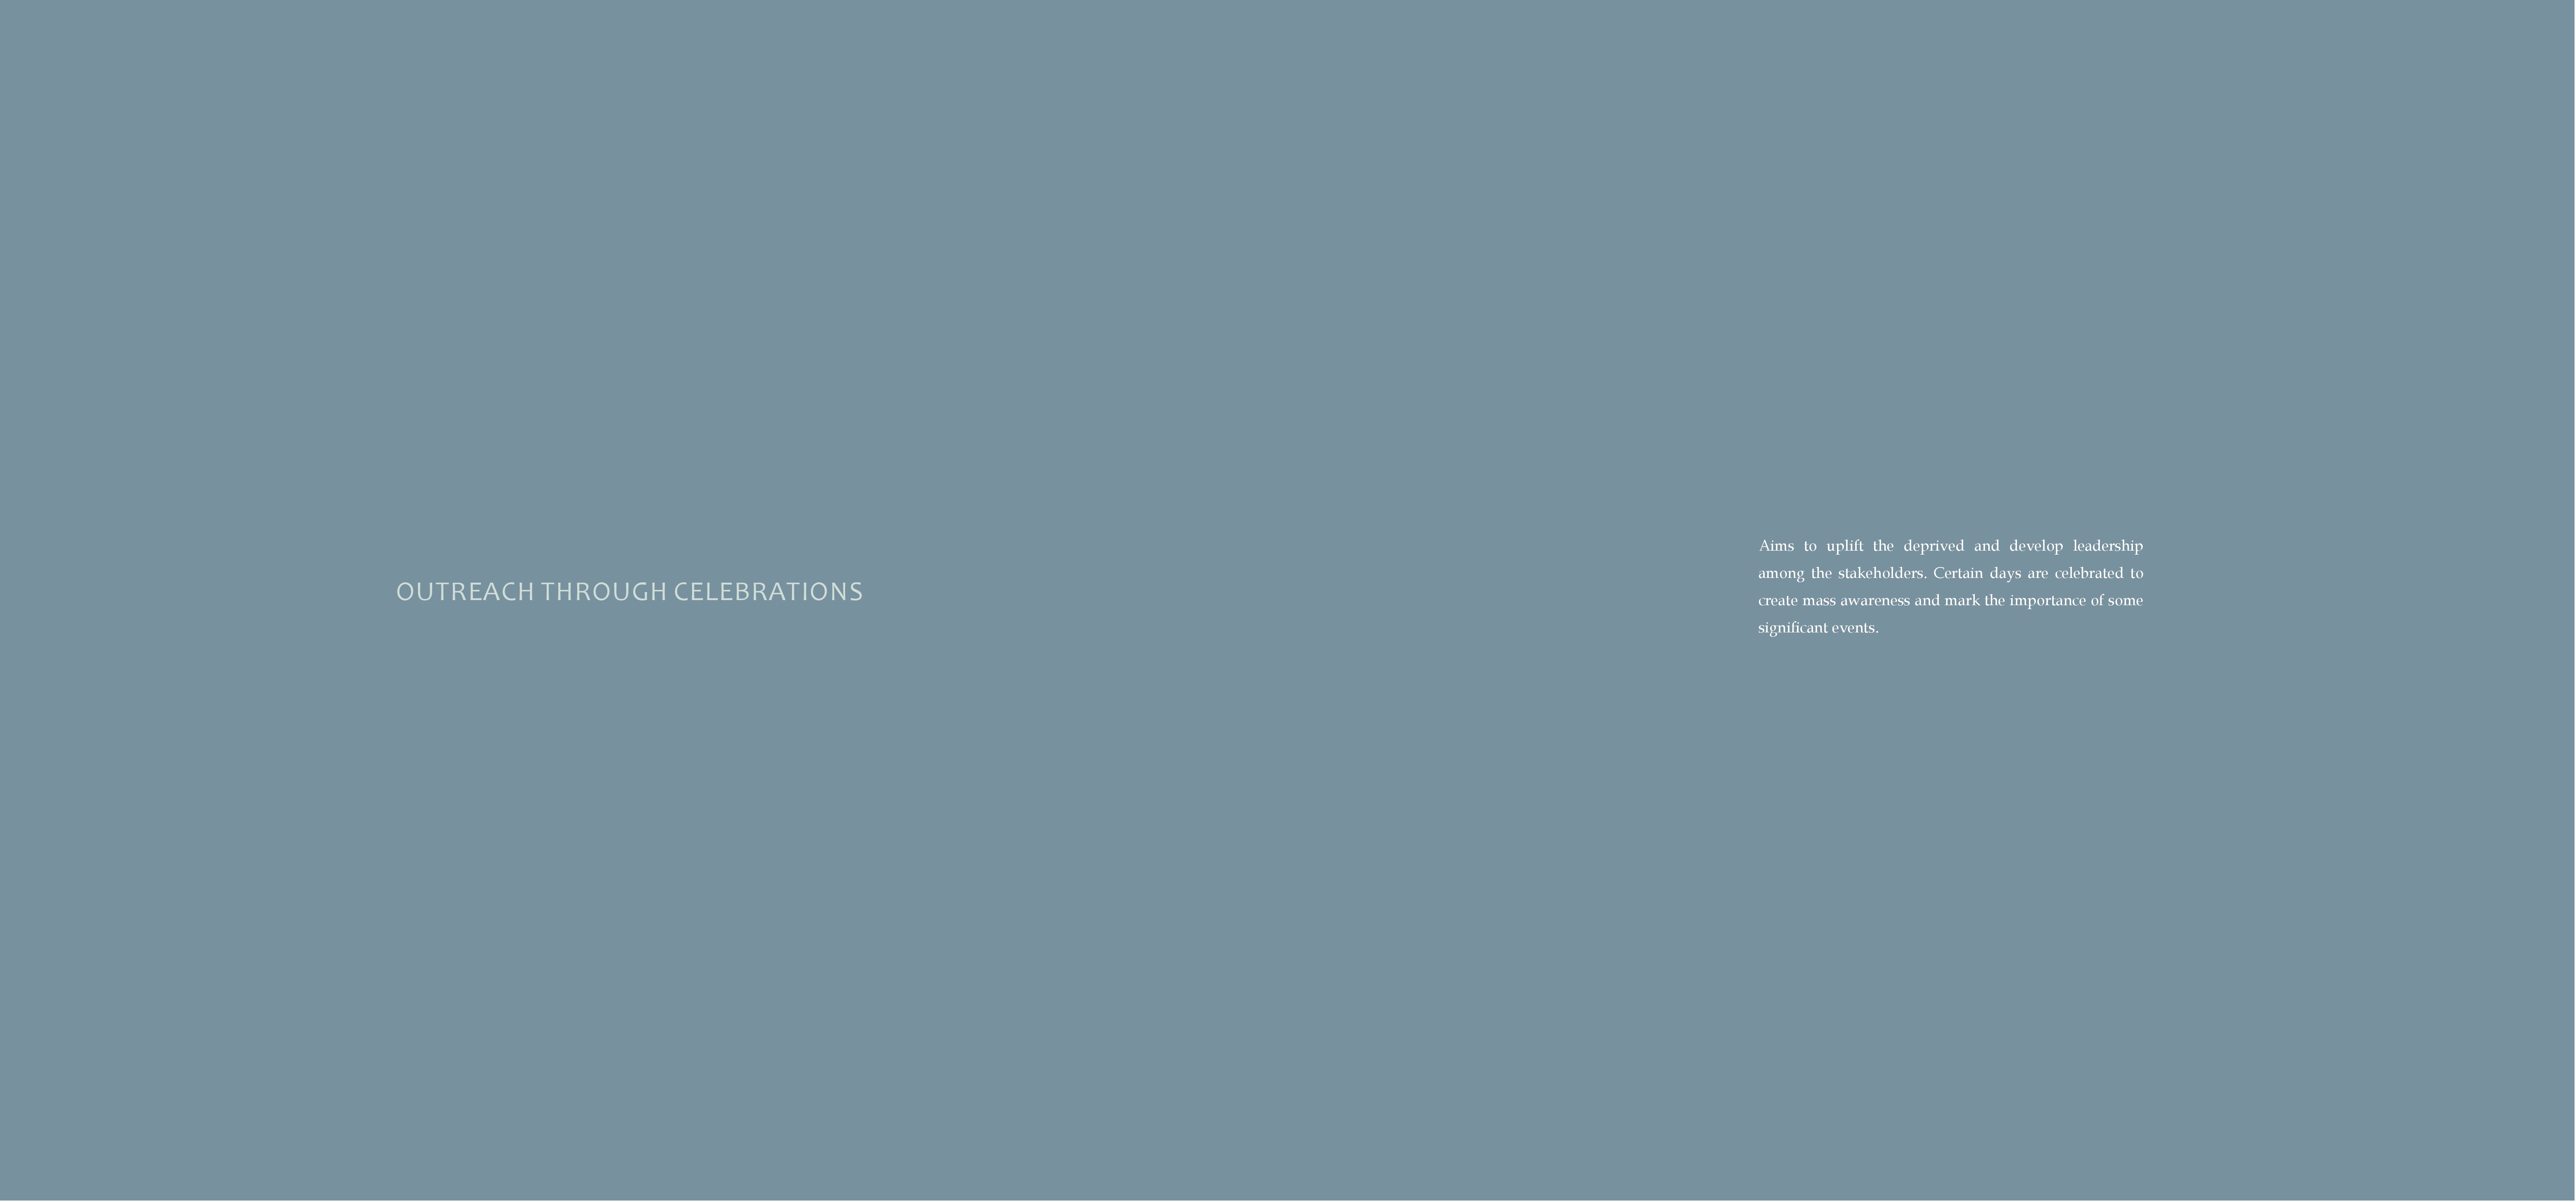 OUTREACH THROUGH CELEBRATIONS
Aims to uplift the deprived and develop leadership
among the stakeholders. Certain days are celebrated to
create mass awareness and mark the importance of some
significant events.